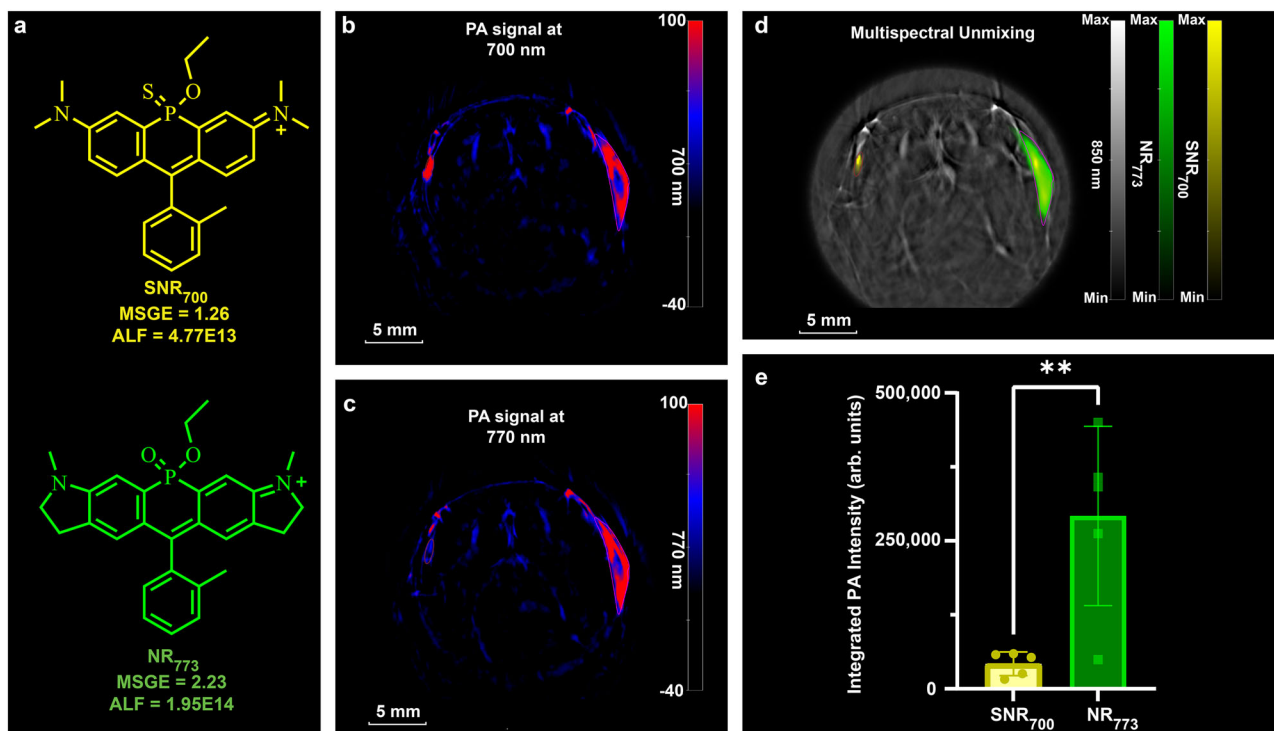 a
S
O
P
N
N
+
SNR700
MSGE = 1.26
ALF = 4.77E13
O
O
P
N
N
+
NR773
MSGE = 2.23
ALF = 1.95E14
b
PA signal at
700 nm
100
700 nm
-40
5 mm
c
PA signal at
770 nm
100
770 nm
-40
5 mm
d
Multispectral Unmixing
Max
Max
Max
850 nm
NR773
SNR700
Min
Min
Min
5 mm
e
**
Integrated PA Intensity (arb. units)
500,000
250,000
0
SNR700
NR773